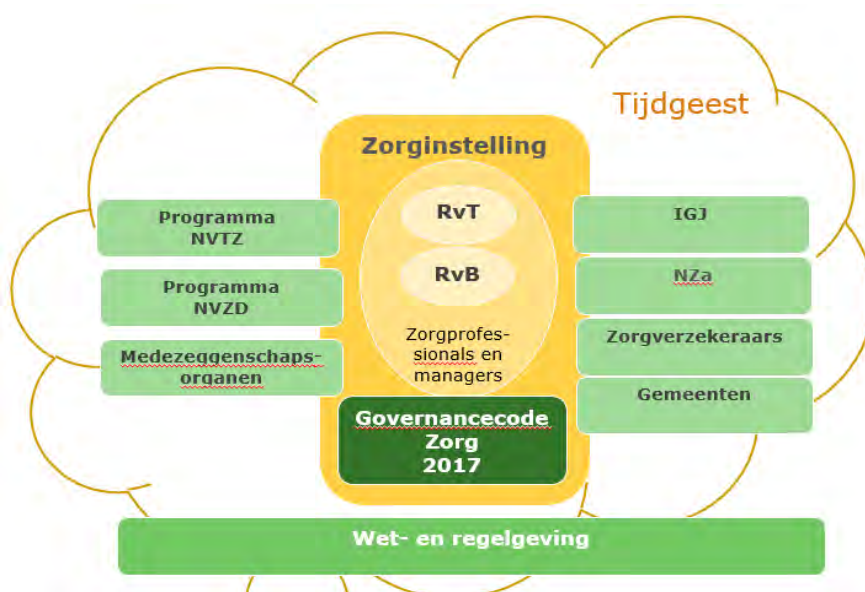 Tijdgeest
Zorginstelling
RvT
RvB
Zorgprofes-
sionals en
managers
Governancecode
Zorg
2017
Programma
NVTZ
Programma
NVZD
Medezeggenschaps-
organen
IGJ
NZa
Zorgverzekeraars
Gemeenten
Wet- en regelgeving